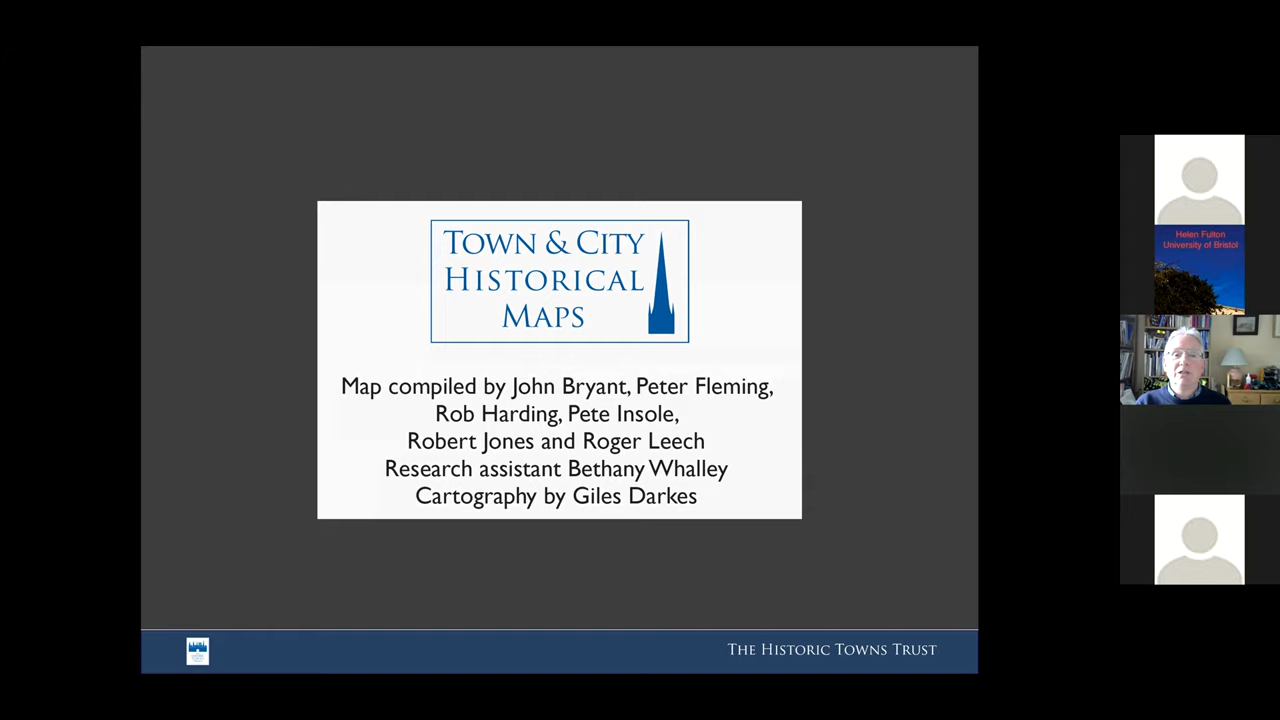 TOWN & CITY
HISTORICAL
MAPS
Map compiled by John Bryant, Peter Fleming,
Rob Harding, Pete Insole,
Robert Jones and Roger Leech
Research assistant Bethany Whalley
Cartography by Giles Darkes
THE HISTORIC TOWNS TRUST
Helen Fulton
University of Bristol